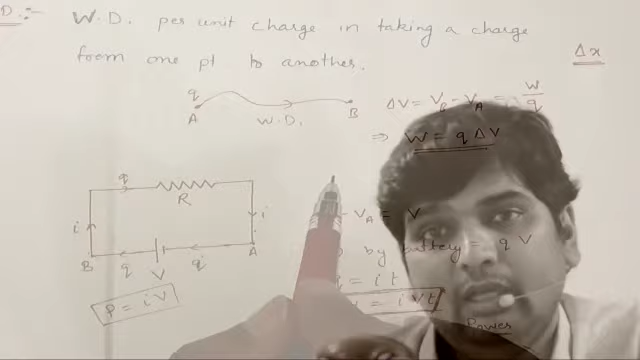 D.:-
W.D. per unit charge in taking a charge
from one pt to another.
Δx
q
A
W.D.
B
ΔV = V_B - V_A = W/q
⇒ W = qΔV
q
R
i
i
B
q
V
q
A
P = iV
- V_A = V
by battery = qV
= it
= iVt
Power